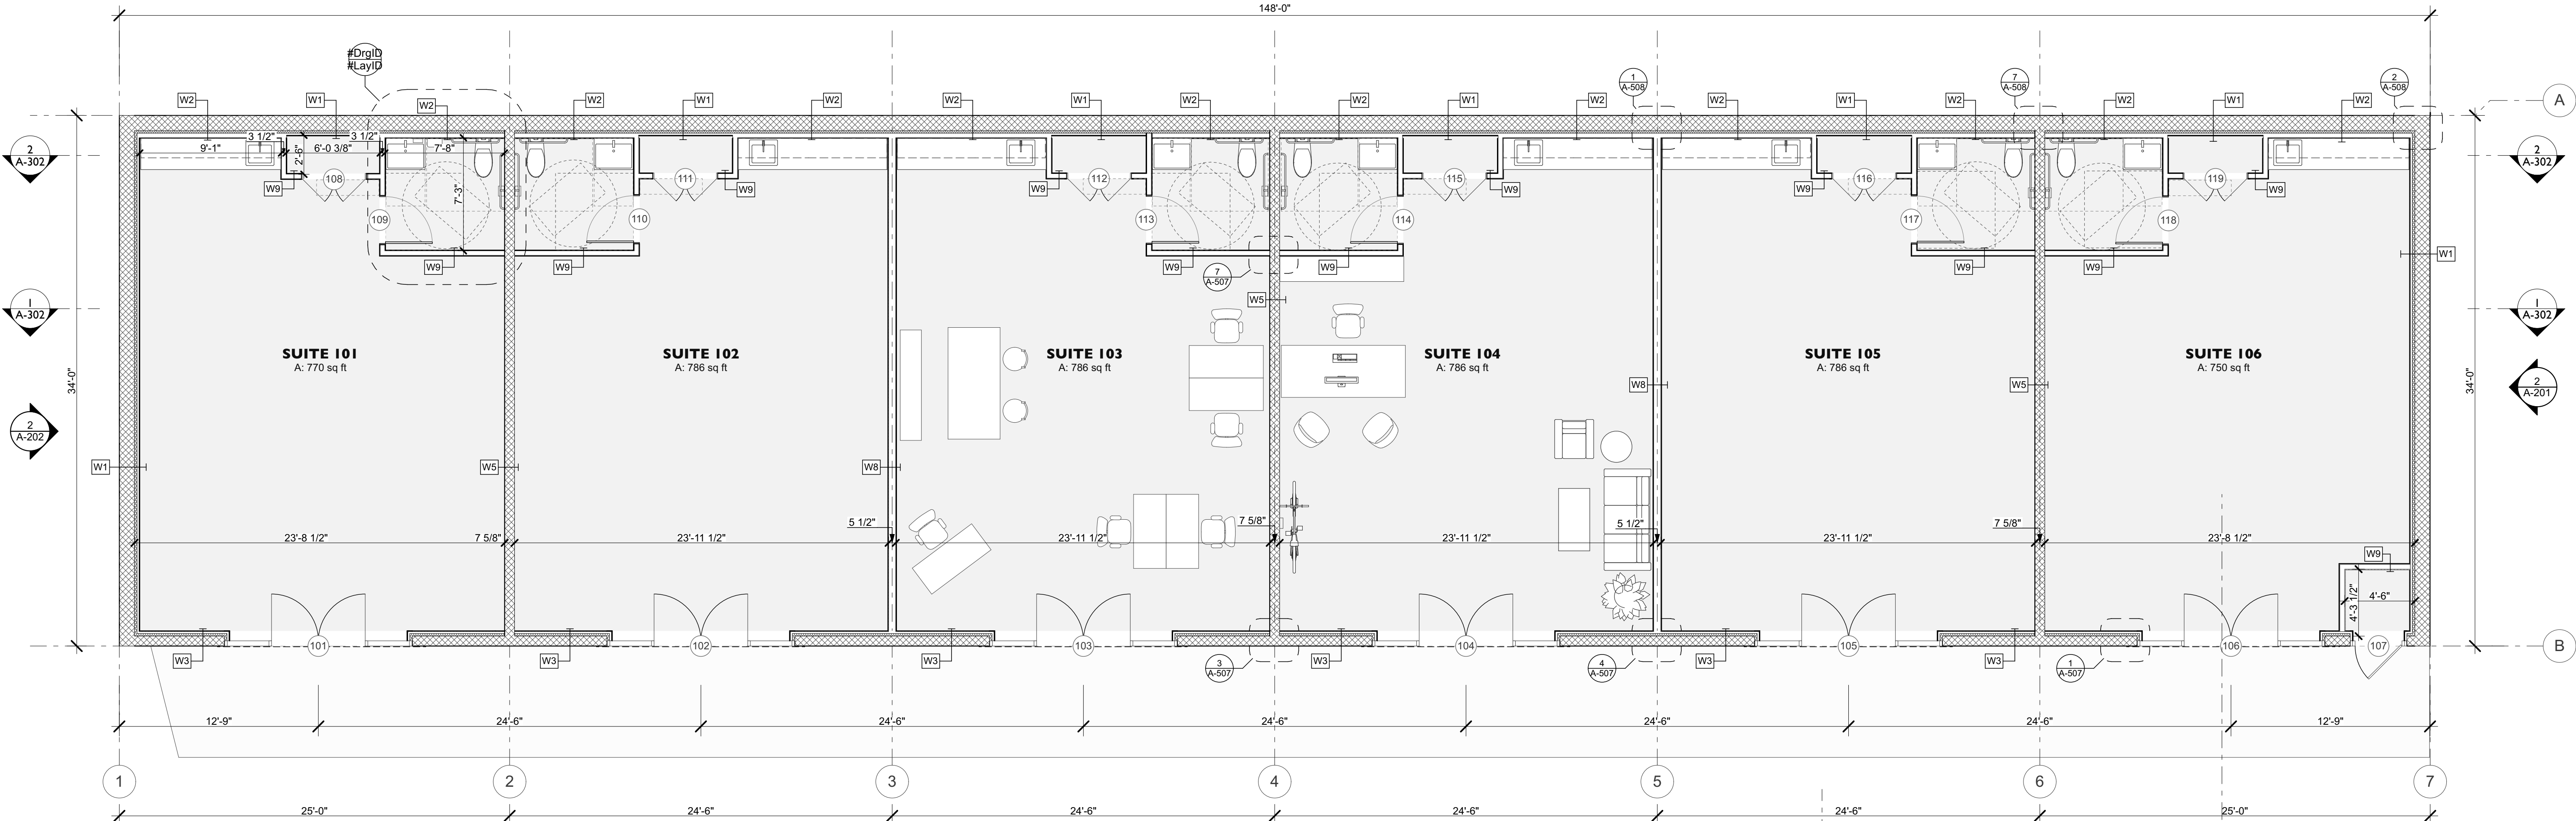 148'-0"
#DrgID
#LayID
1
A-508
7
A-508
2
A-508
A
W2
W1
W2
W2
W1
W2
W2
W1
W2
W2
W1
W2
W2
W1
W2
W2
W1
W2
3 1/2"
3 1/2"
9'-1"
2'-6"
6'-0 3/8"
7'-8"
2
A-302
2
A-302
W9
108
111
W9
W9
112
115
W9
W9
116
119
W9
7'-3"
109
110
113
114
117
118
W9
W9
W9
W9
W9
W9
W1
7
A-507
W5
1
A-302
1
A-302
SUITE 101
A: 770 sq ft
SUITE 102
A: 786 sq ft
SUITE 103
A: 786 sq ft
SUITE 104
A: 786 sq ft
SUITE 105
A: 786 sq ft
SUITE 106
A: 750 sq ft
34'-0"
34'-0"
W8
W5
2
A-201
2
A-202
W1
W5
W8
5 1/2"
7 5/8"
5 1/2"
7 5/8"
23'-8 1/2"
7 5/8"
23'-11 1/2"
23'-11 1/2"
23'-11 1/2"
23'-11 1/2"
23'-8 1/2"
W9
4'-3 1/2"
4'-6"
101
102
103
104
105
106
107
B
W3
W3
W3
3
A-507
W3
4
A-507
W3
W3
1
A-507
12'-9"
24'-6"
24'-6"
24'-6"
24'-6"
24'-6"
12'-9"
1
2
3
4
5
6
7
25'-0"
24'-6"
24'-6"
24'-6"
24'-6"
25'-0"